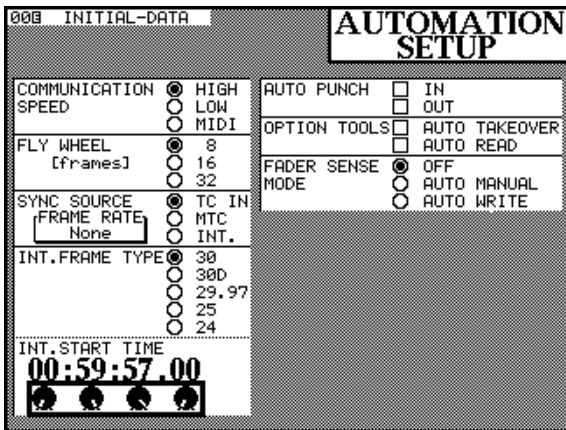 00B INITIAL-DATA
AUTOMATION
SETUP
COMMUNICATION HIGH
SPEED LOW
MIDI
FLY WHEEL 8
[frames] 16
32
SYNC SOURCE TC IN
FRAME RATE MTC
None INT.
INT.FRAME TYPE 30
30D
29.97
25
24
INT.START TIME
00:59:57.00
AUTO PUNCH IN
OUT
OPTION TOOLS AUTO TAKEOVER
AUTO READ
FADER SENSE OFF
MODE AUTO MANUAL
AUTO WRITE